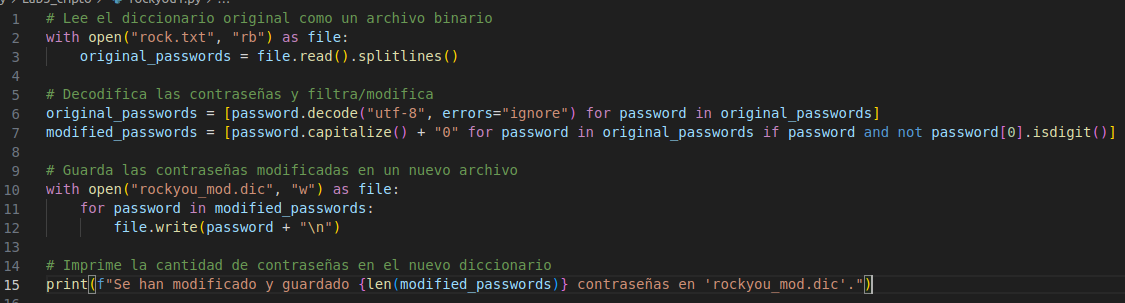 Lab5_cripto > rockyou1.py > ...
1 # Lee el diccionario original como un archivo binario
2 with open("rock.txt", "rb") as file:
3     original_passwords = file.read().splitlines()
4
5 # Decodifica las contraseñas y filtra/modifica
6 original_passwords = [password.decode("utf-8", errors="ignore") for password in original_passwords]
7 modified_passwords = [password.capitalize() + "0" for password in original_passwords if password and not password[0].isdigit()]
8
9 # Guarda las contraseñas modificadas en un nuevo archivo
10 with open("rockyou_mod.dic", "w") as file:
11     for password in modified_passwords:
12         file.write(password + "\n")
13
14 # Imprime la cantidad de contraseñas en el nuevo diccionario
15 print(f"Se han modificado y guardado {len(modified_passwords)} contraseñas en 'rockyou_mod.dic'.")